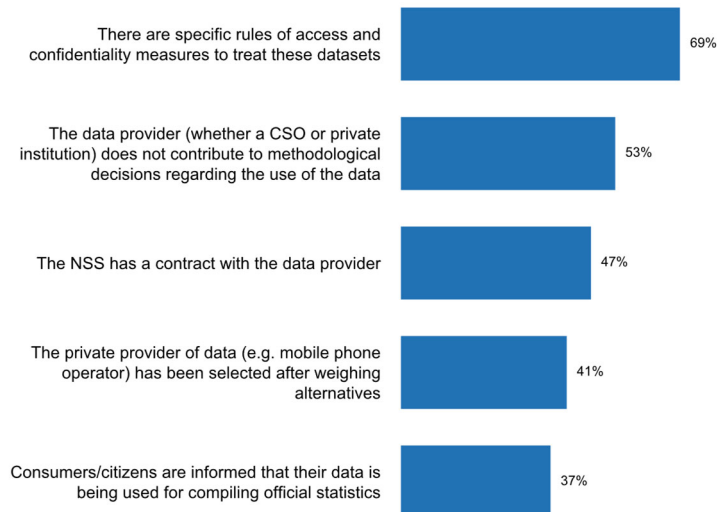 There are specific rules of access and
confidentiality measures to treat these datasets
69%
The data provider (whether a CSO or private
institution) does not contribute to methodological
decisions regarding the use of the data
53%
The NSS has a contract with the data provider
47%
The private provider of data (e.g. mobile phone
operator) has been selected after weighing
alternatives
41%
Consumers/citizens are informed that their data is
being used for compiling official statistics
37%